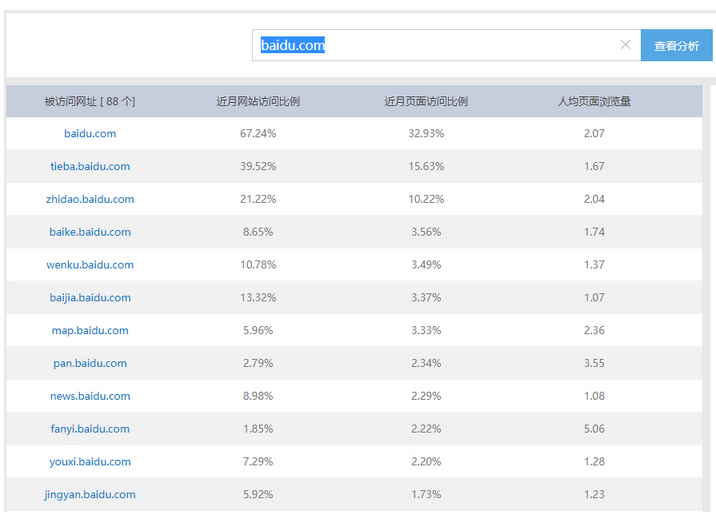 baidu.com
查看分析
被访问网址 [ 88 个] 近月网站访问比例 近月页面访问比例 人均页面浏览量
baidu.com 67.24% 32.93% 2.07
tieba.baidu.com 39.52% 15.63% 1.67
zhidao.baidu.com 21.22% 10.22% 2.04
baike.baidu.com 8.65% 3.56% 1.74
wenku.baidu.com 10.78% 3.49% 1.37
baijia.baidu.com 13.32% 3.37% 1.07
map.baidu.com 5.96% 3.33% 2.36
pan.baidu.com 2.79% 2.34% 3.55
news.baidu.com 8.98% 2.29% 1.08
fanyi.baidu.com 1.85% 2.22% 5.06
youxi.baidu.com 7.29% 2.20% 1.28
jingyan.baidu.com 5.92% 1.73% 1.23